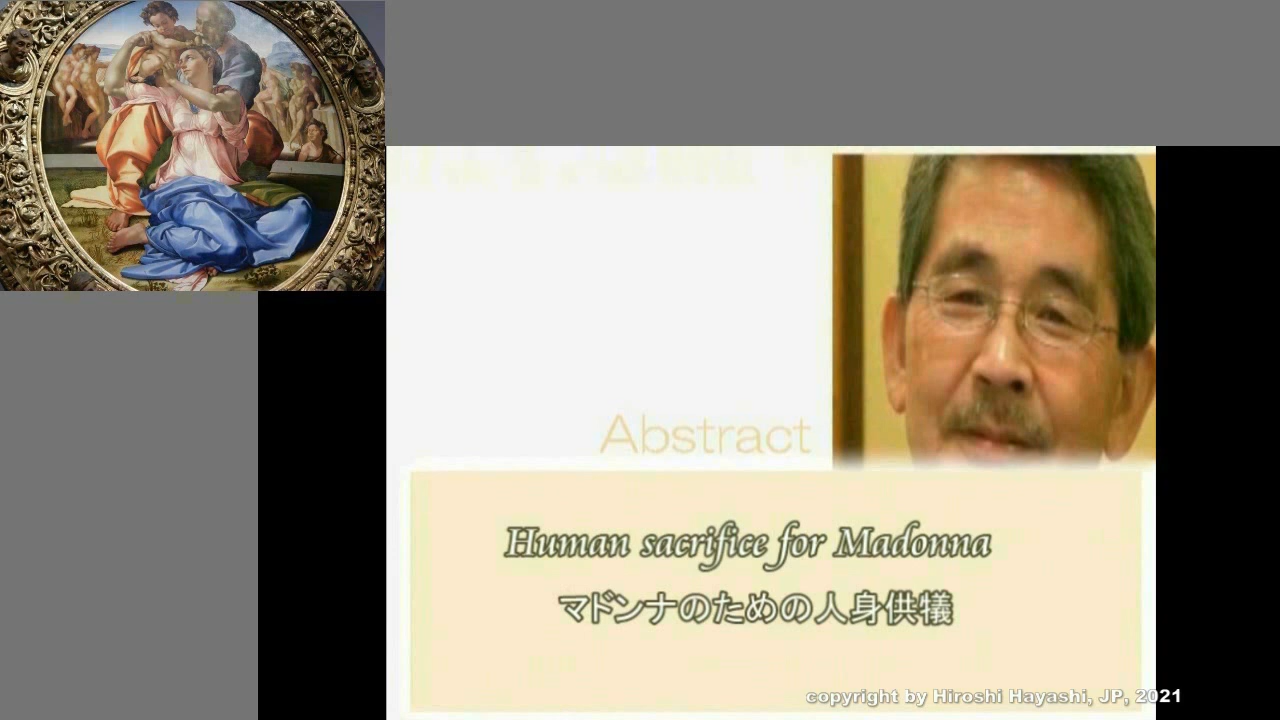 Abstract
Human sacrifice for Madonna
マドンナのための人身供犠
copyright by Hiroshi Hayashi, JP, 2021